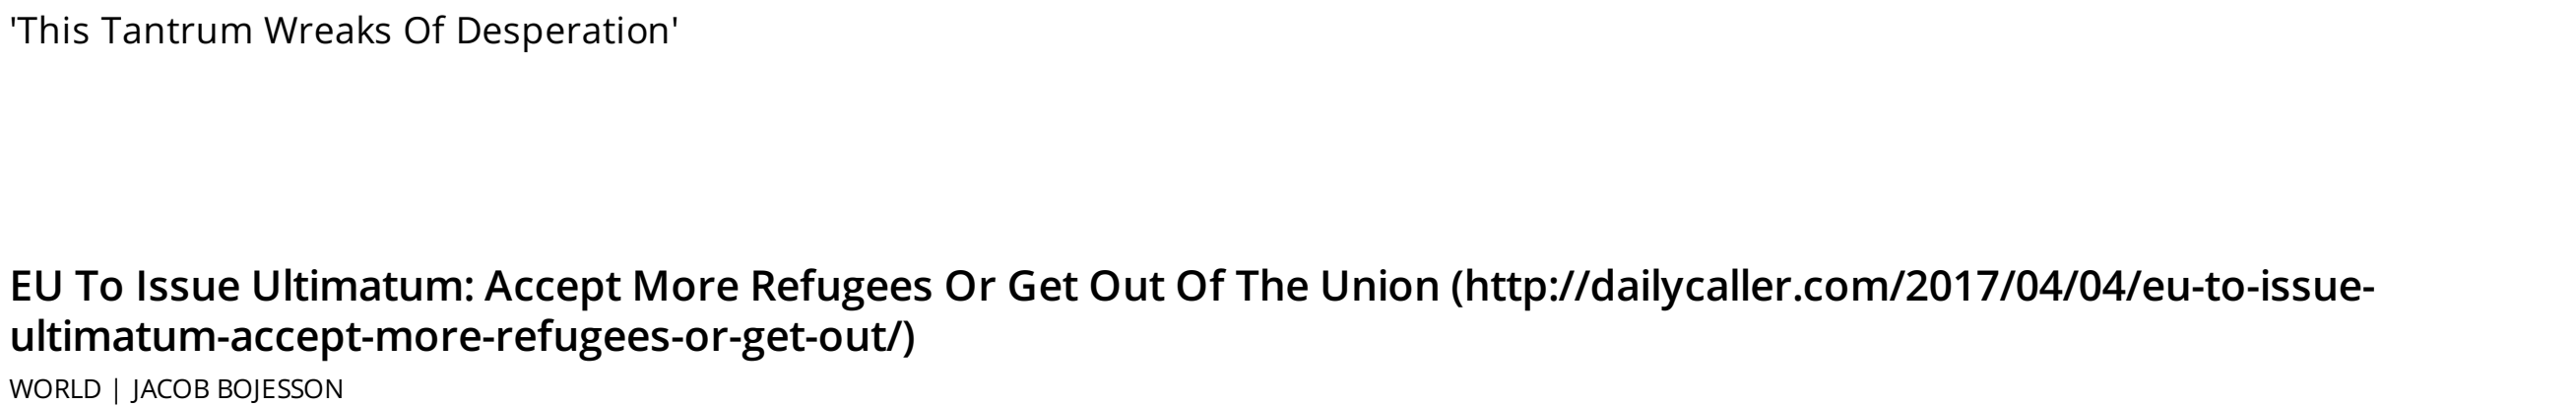 'This Tantrum Wreaks Of Desperation'
EU To Issue Ultimatum: Accept More Refugees Or Get Out Of The Union (http://dailycaller.com/2017/04/04/eu-to-issue-
ultimatum-accept-more-refugees-or-get-out/)
WORLD | JACOB BOJESSON